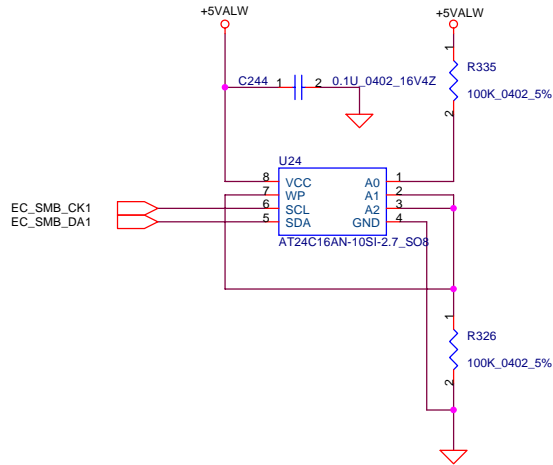 +5VALW
+5VALW
1
R335
100K_0402_5%
2
C244 1 2 0.1U_0402_16V4Z
U24
8 VCC A0 1
7 WP A1 2
EC_SMB_CK1 6 SCL A2 3
EC_SMB_DA1 5 SDA GND 4
AT24C16AN-10SI-2.7_SO8
1
R326
100K_0402_5%
2